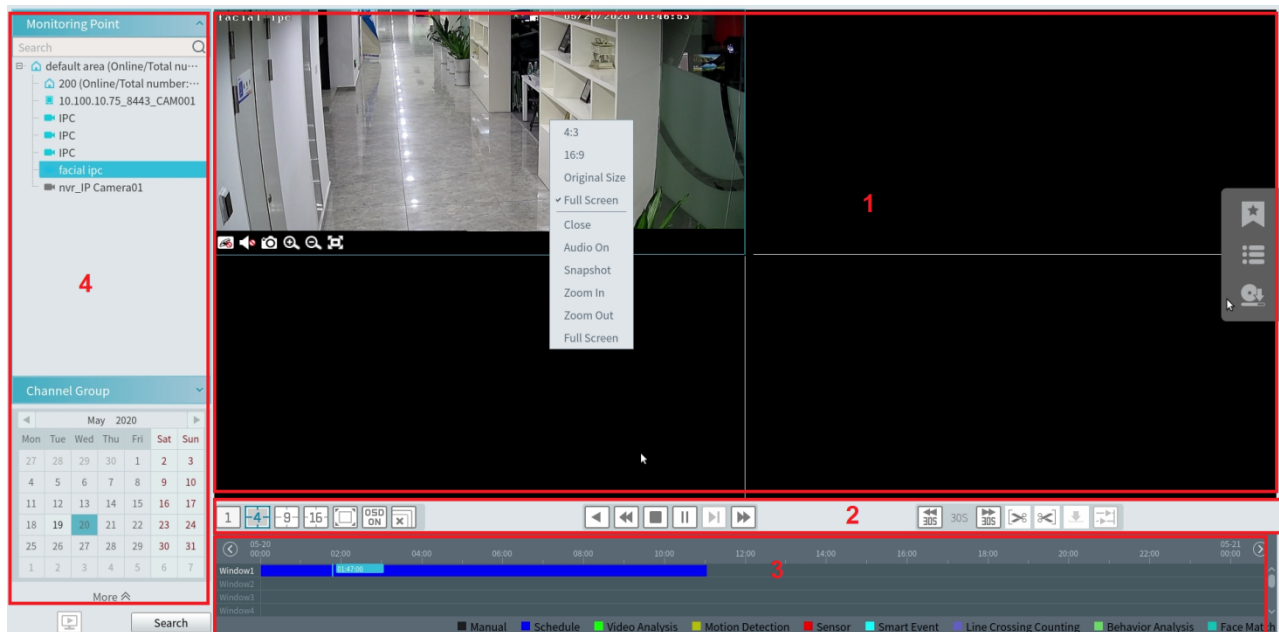 Monitoring Point
Search
default area (Online/Total nu···
200 (Online/Total number:···
10.100.10.75_8443_CAM001
IPC
IPC
IPC
facial ipc
nvr_IP Camera01
4
Channel Group
May 2020
Mon Tue Wed Thu Fri Sat Sun
27 28 29 30 1 2 3
4 5 6 7 8 9 10
11 12 13 14 15 16 17
18 19 20 21 22 23 24
25 26 27 28 29 30 31
1 2 3 4 5 6 7
More
Search
facial ipc
05/20/2020 01:46:53
4:3
16:9
Original Size
Full Screen
Close
Audio On
Snapshot
Zoom In
Zoom Out
Full Screen
1
1 4 9 16 OSD ON
2
30S 30S 30S
05-20 05-21
00:00 02:00 04:00 06:00 08:00 10:00 12:00 14:00 16:00 18:00 20:00 22:00 00:00
Window1 01:47:00
3
Window2
Window3
Window4
Manual Schedule Video Analysis Motion Detection Sensor Smart Event Line Crossing Counting Behavior Analysis Face Match